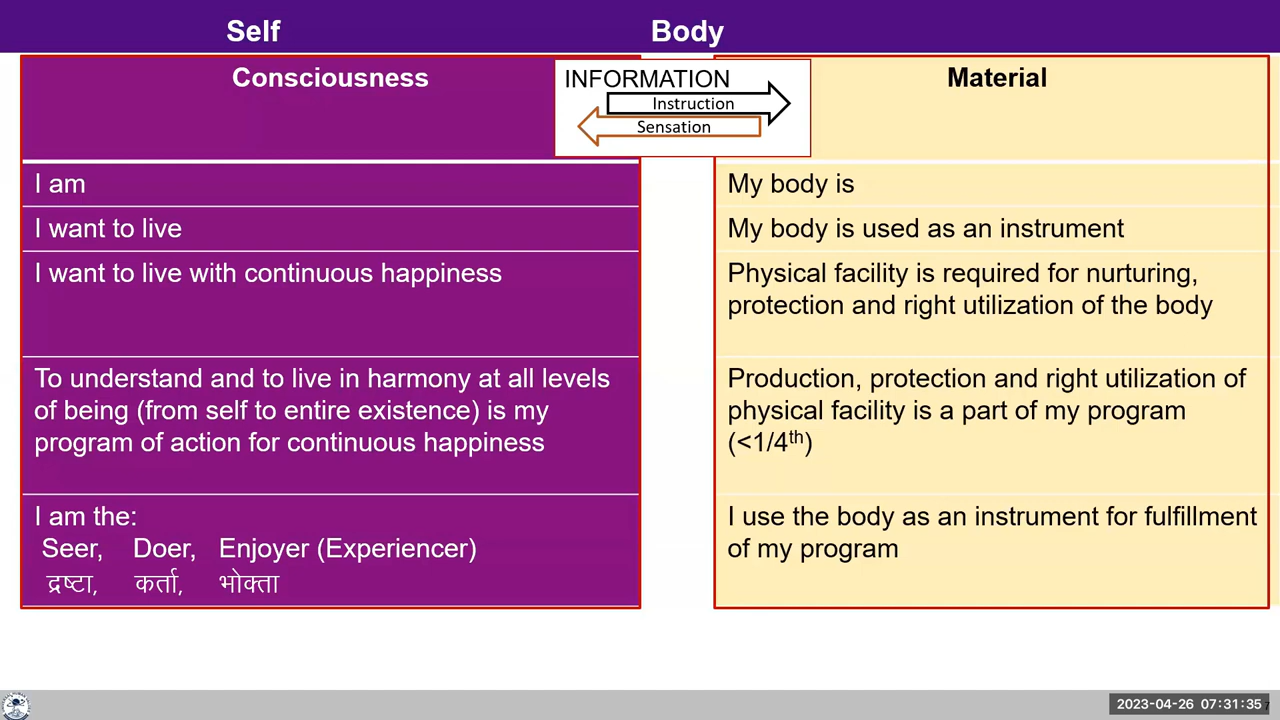 Self
Body
Consciousness
INFORMATION
Instruction
Sensation
Material
I am
My body is
I want to live
My body is used as an instrument
I want to live with continuous happiness
Physical facility is required for nurturing,
protection and right utilization of the body
To understand and to live in harmony at all levels
of being (from self to entire existence) is my
program of action for continuous happiness
Production, protection and right utilization of
physical facility is a part of my program
(<1/4th)
I am the:
Seer, Doer, Enjoyer (Experiencer)
द्रष्टा, कर्ता, भोक्ता
I use the body as an instrument for fulfillment
of my program
2023-04-26 07:31:35
7